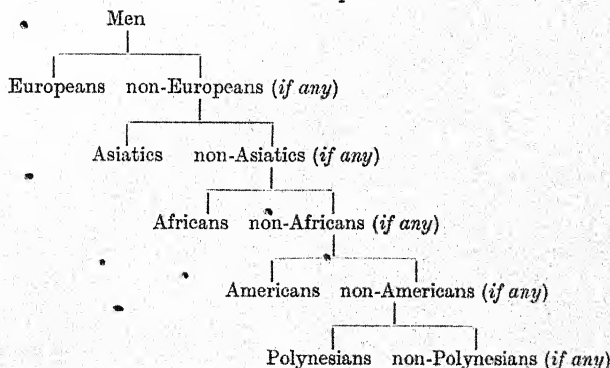 Men
Europeans non-Europeans (if any)
Asiatics non-Asiatics (if any)
Africans non-Africans (if any)
Americans non-Americans (if any)
Polynesians non-Polynesians (if any)